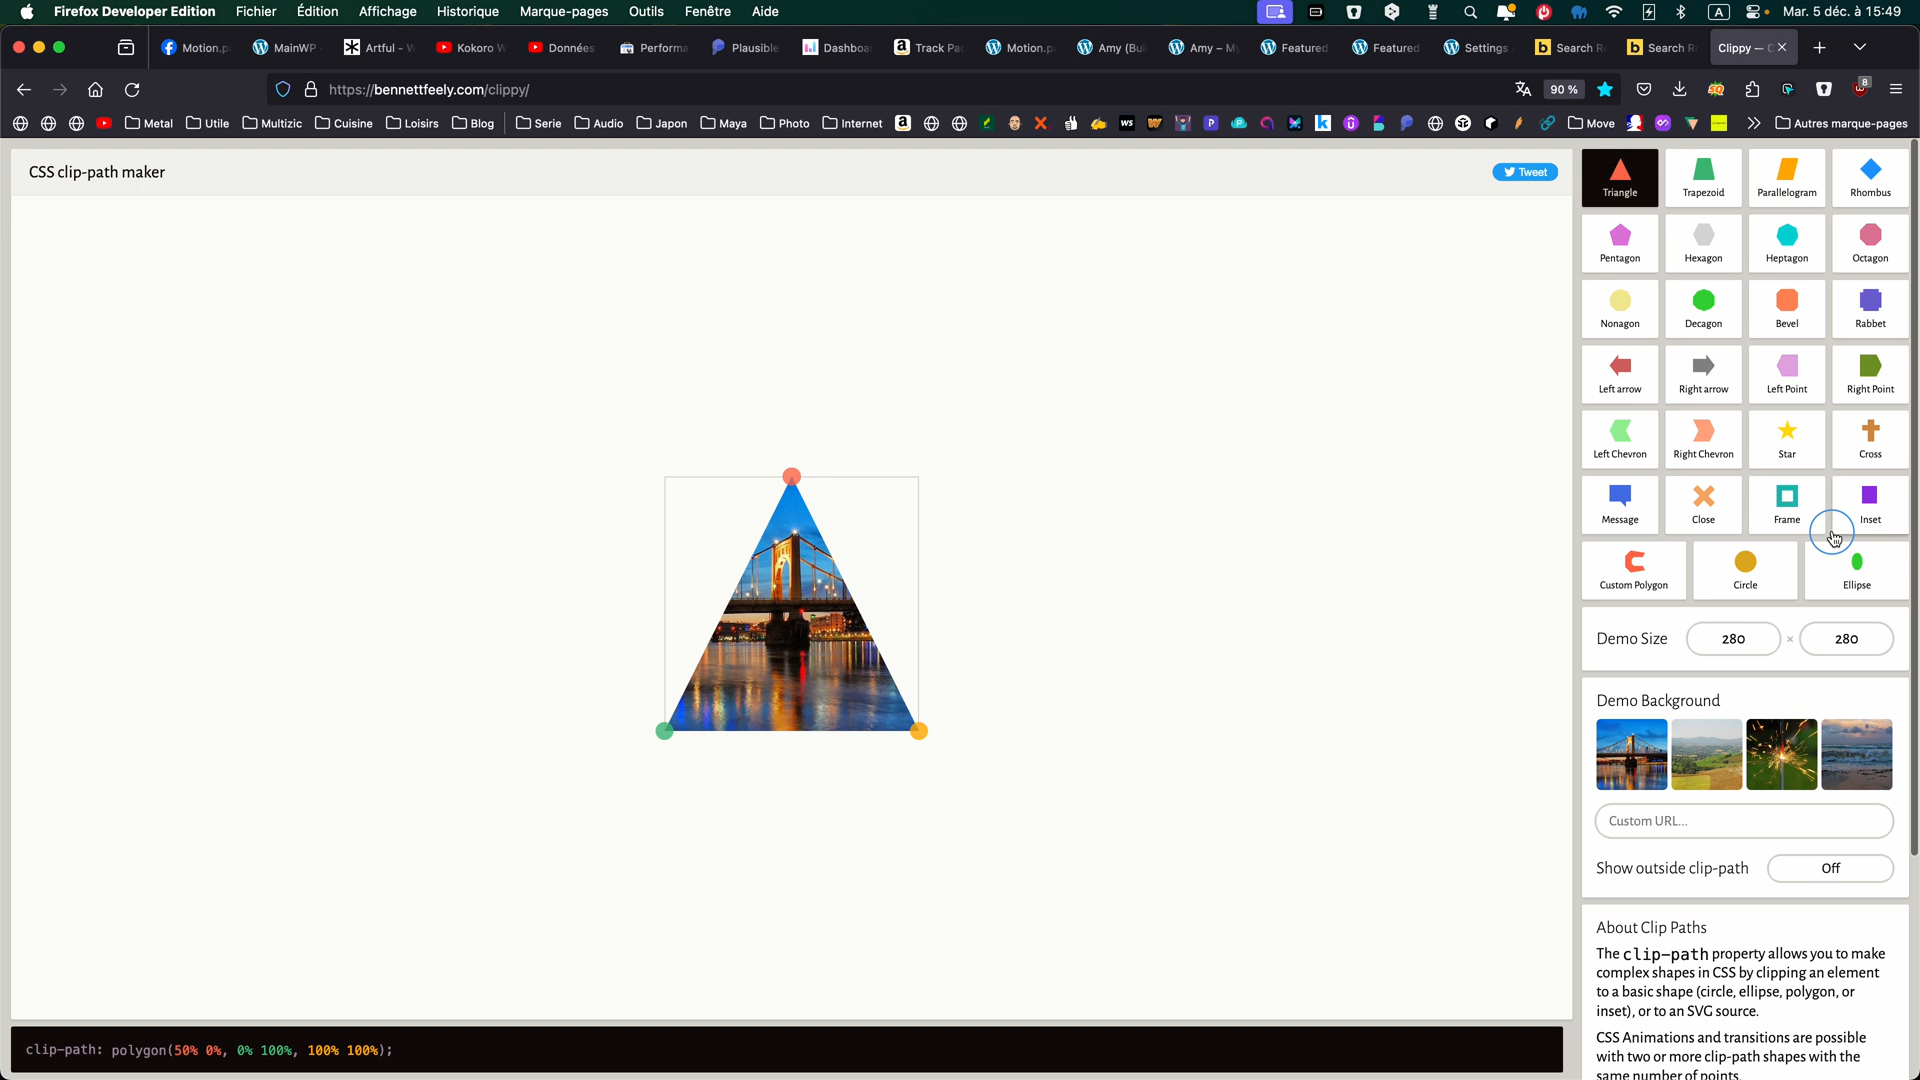 Firefox Developer Edition Fichier Édition Affichage Historique Marque-pages Outils Fenêtre Aide Mar. 5 déc. à 15:49
Motion.p MainWP Artful - W Kokoro W Données Performa Plausible Dashboa Track Pac Motion.p Amy (Bui Amy – My Featured Featured Settings Search R Search R Clippy — C
https://bennettfeely.com/clippy/ 90 % 8
Metal Utile Multizic Cuisine Loisirs Blog Serie Audio Japon Maya Photo Internet Move Autres marque-pages
CSS clip-path maker
Tweet
Triangle Trapezoid Parallelogram Rhombus
Pentagon Hexagon Heptagon Octagon
Nonagon Decagon Bevel Rabbet
Left arrow Right arrow Left Point Right Point
Left Chevron Right Chevron Star Cross
Message Close Frame Inset
Custom Polygon Circle Ellipse
Demo Size 280 × 280
Demo Background
Custom URL...
Show outside clip-path Off
About Clip Paths
The clip-path property allows you to make
complex shapes in CSS by clipping an element
to a basic shape (circle, ellipse, polygon, or
inset), or to an SVG source.
CSS Animations and transitions are possible
with two or more clip-path shapes with the
same number of points.
clip-path: polygon(50% 0%, 0% 100%, 100% 100%);